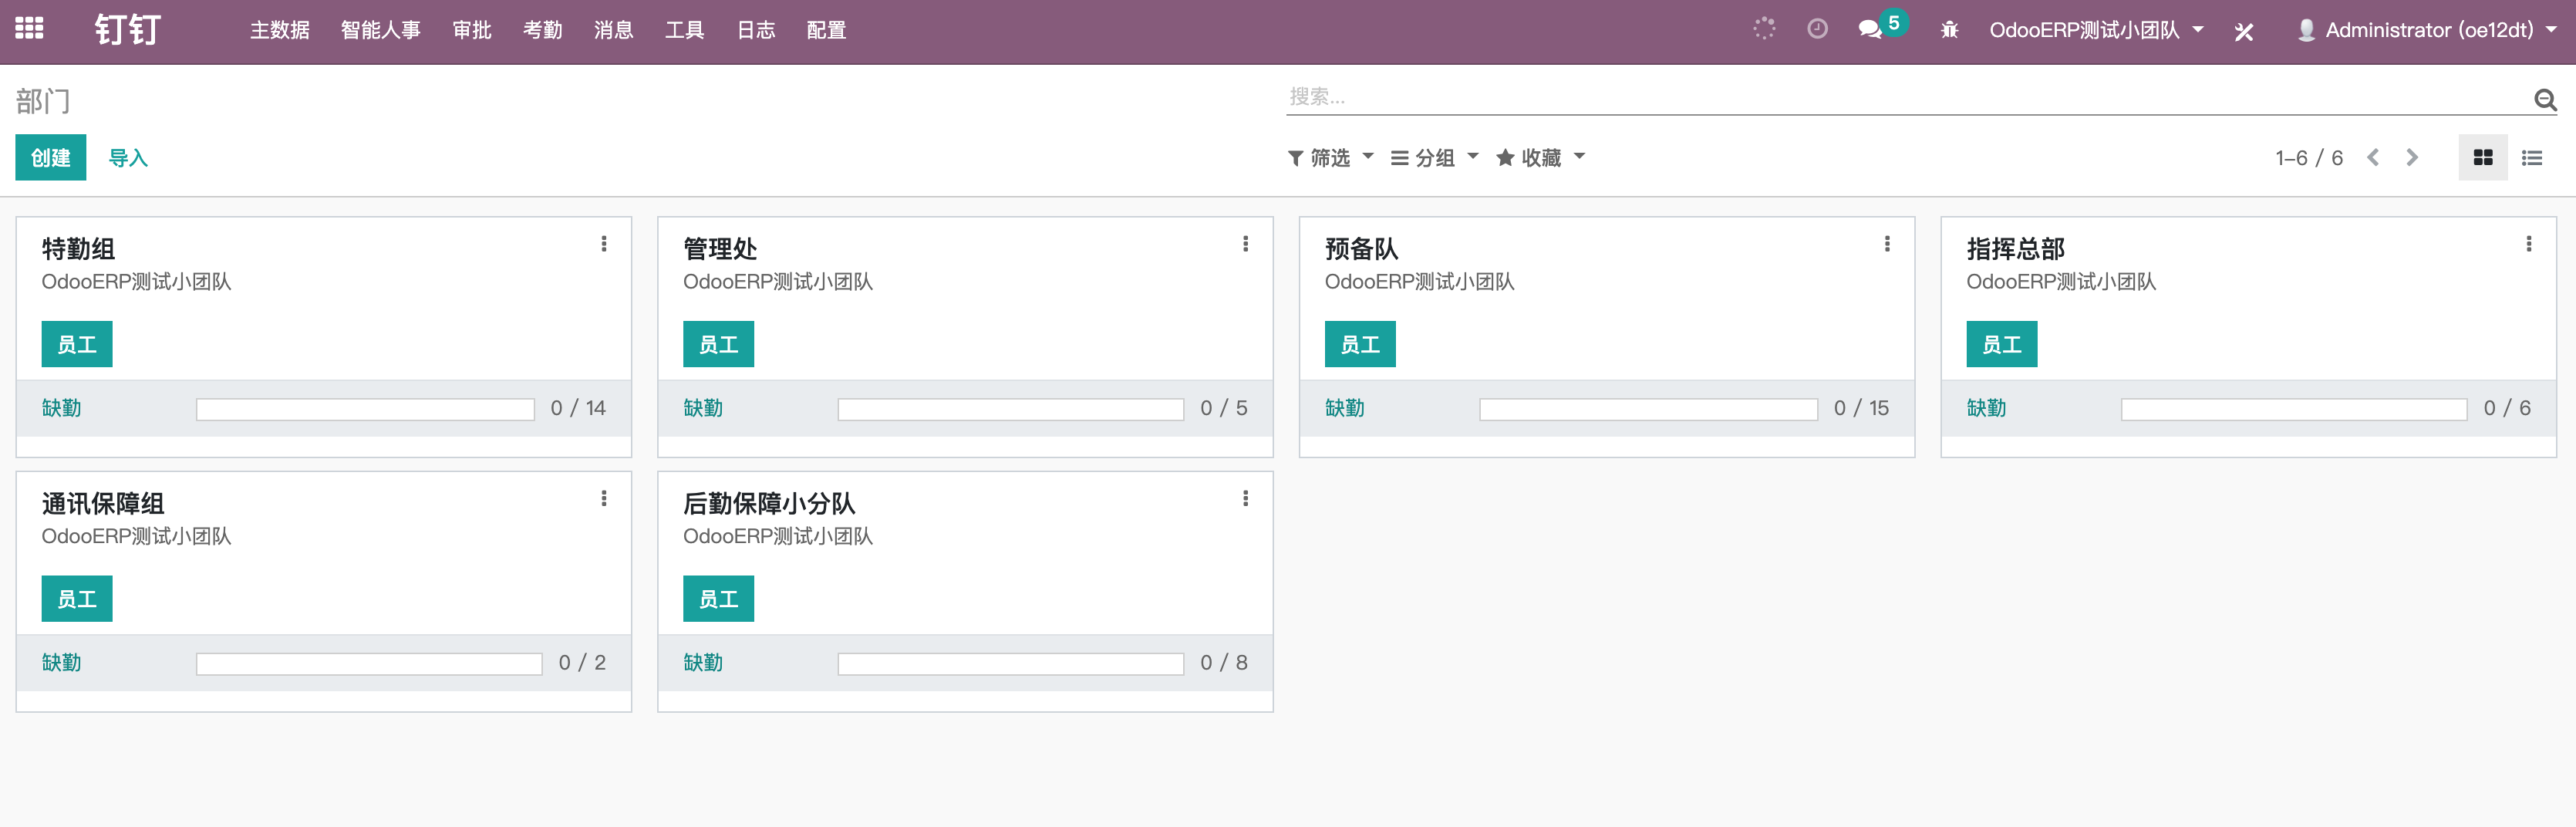 钉钉 主数据 智能人事 审批 考勤 消息 工具 日志 配置 5 OdooERP测试小团队 Administrator (oe12dt)
部门
搜索...
创建 导入 筛选 分组 收藏 1-6 / 6
特勤组
OdooERP测试小团队
员工
缺勤 0 / 14
管理处
OdooERP测试小团队
员工
缺勤 0 / 5
预备队
OdooERP测试小团队
员工
缺勤 0 / 15
指挥总部
OdooERP测试小团队
员工
缺勤 0 / 6
通讯保障组
OdooERP测试小团队
员工
缺勤 0 / 2
后勤保障小分队
OdooERP测试小团队
员工
缺勤 0 / 8